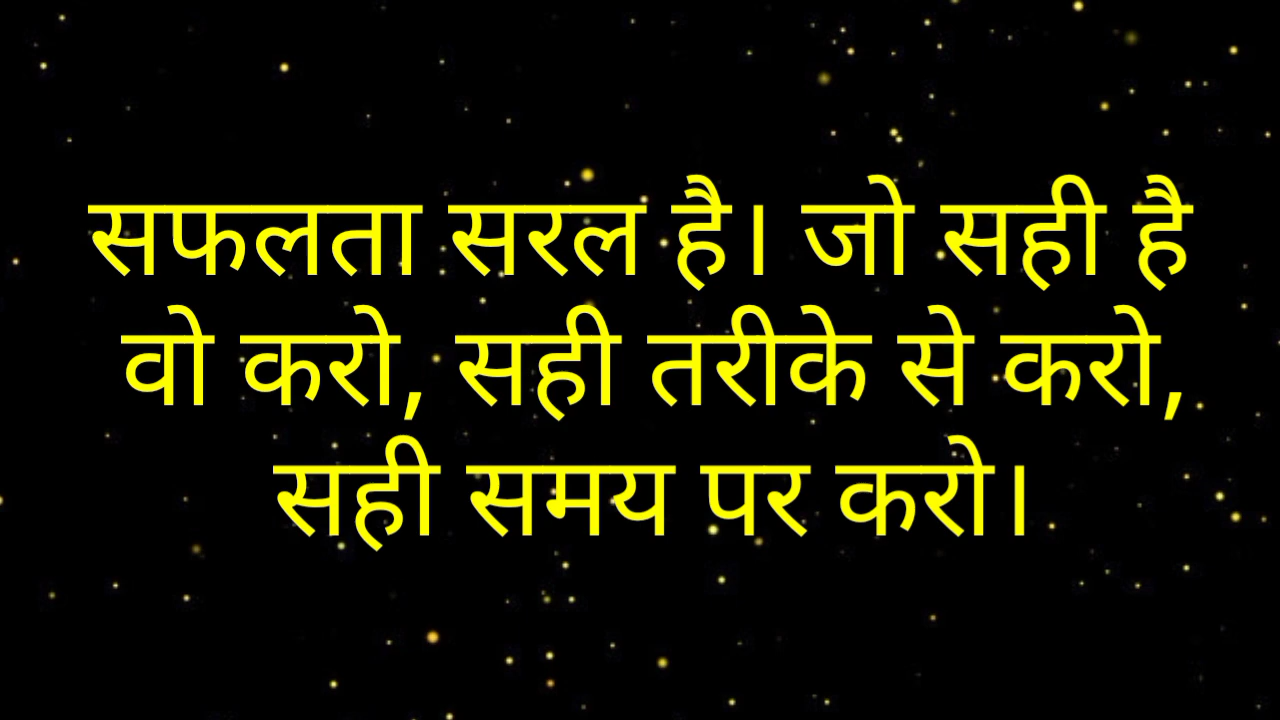 सफलता सरल है। जो सही है
वो करो, सही तरीके से करो,
सही समय पर करो।